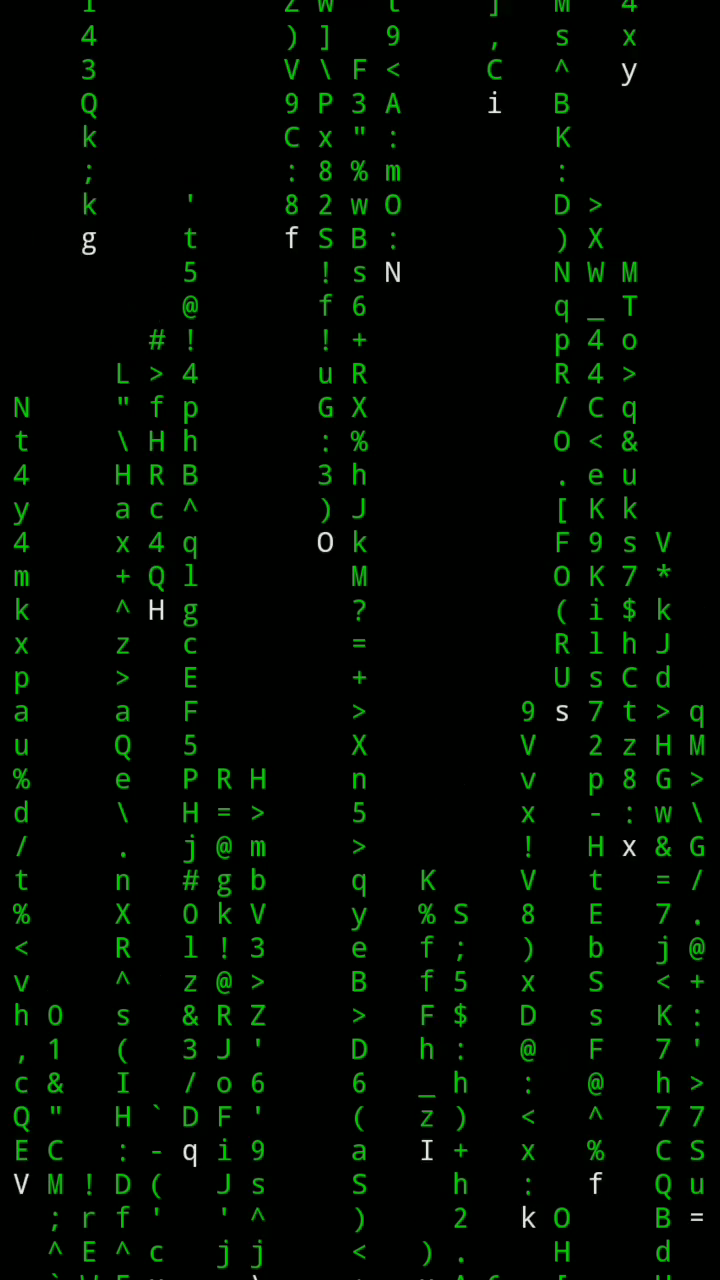 4 ) ] 9 , s x
3 V \ F < C ^ y
Q 9 P 3 A i B
k C x " : K
; : 8 % m :
k ' 8 2 w O D >
g t f S B : ) X
5 ! s N N W M
@ f 6 q _ T
# ! ! + p 4 o
L > 4 u R R 4 >
N " f p G X / C q
t \ H h : % O < &
4 H R B 3 h . e u
y a c ^ ) J [ K k
4 x 4 q O k F 9 s V
m + Q l M O K 7 *
k ^ H g ? ( i $ k
x z c = R l h J
p > E + U s C d
a a F > 9 s 7 t > q
u Q 5 X V 2 z H M
% e P R H n v p 8 G >
d \ H = > 5 x - : w \
/ . j @ m > ! H x & G
t n # g b q K V t = /
% X O k V y % S 8 E 7 .
< R l ! 3 e f ; ) b j @
v ^ z @ > B f 5 x S < +
h O s & R Z > F $ D s K :
, 1 ( 3 J ' D h : @ F 7 '
c & I / o 6 6 _ h : @ h >
Q " H ` D F ' ( z ) < ^ 7 7
E C : - q i 9 a I + x % C S
V M ! D ( J s S h : f Q u
; r f ' ' ^ ) 2 k O B =
^ E ^ c j j < ) . H d